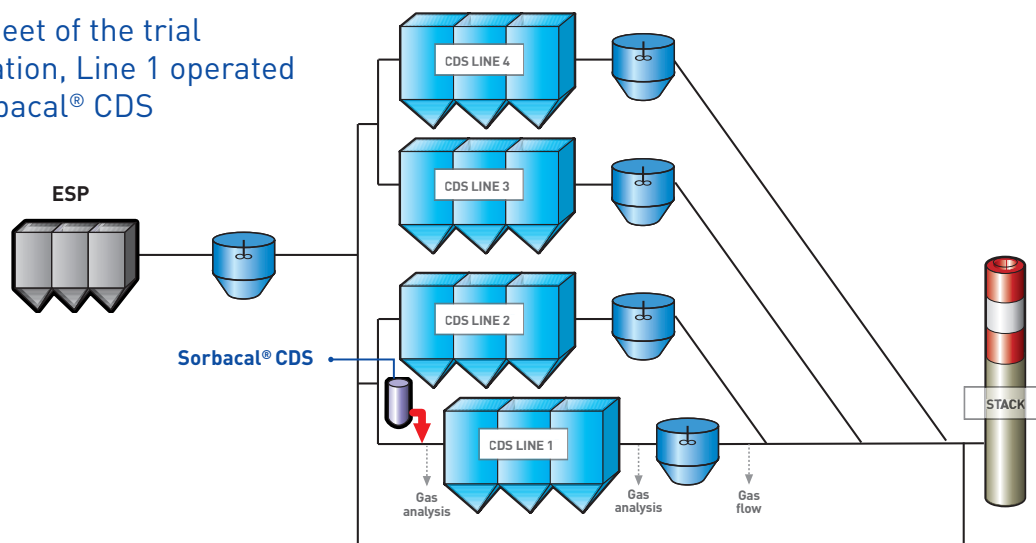 eet of the trial
ation, Line 1 operated
bacal® CDS
ESP
CDS LINE 4
CDS LINE 3
CDS LINE 2
Sorbacal® CDS
CDS LINE 1
STACK
Gas
analysis
Gas
analysis
Gas
flow